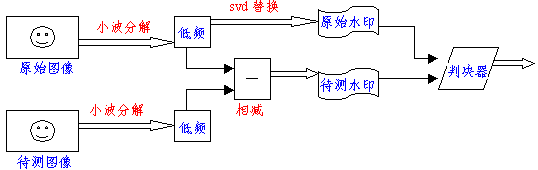 svd 替换
小波分解
低频
原始水印
原始图像
判决器
小波分解
相减
待测水印
低频
待测图像